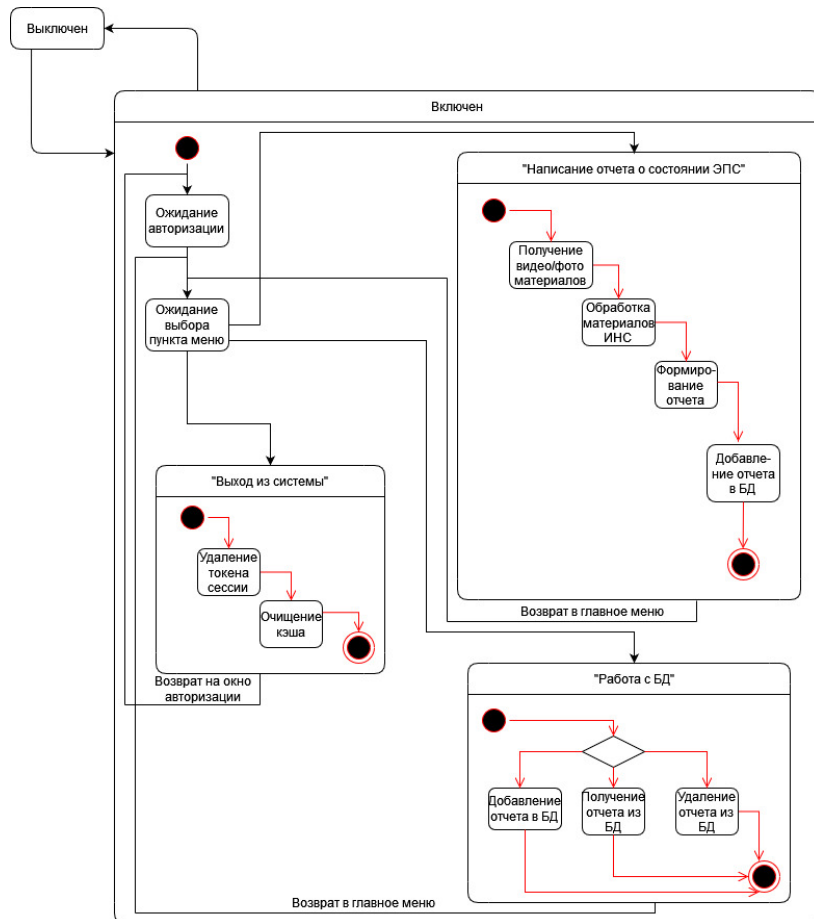 Выключен
Включен
"Написание отчета о состоянии ЭПС"
Ожидание
авторизации
Получение
видео/фото
материалов
Ожидание
выбора
пункта меню
Обработка
материалов
ИНС
Формиро-
вание
отчета
Добавле-
ние отчета
в БД
"Выход из системы"
Удаление
токена
сессии
Очищение
кэша
Возврат в главное меню
Возврат на окно
авторизации
"Работа с БД"
Добавление
отчета в БД
Получение
отчета из
БД
Удаление
отчета из
БД
Возврат в главное меню